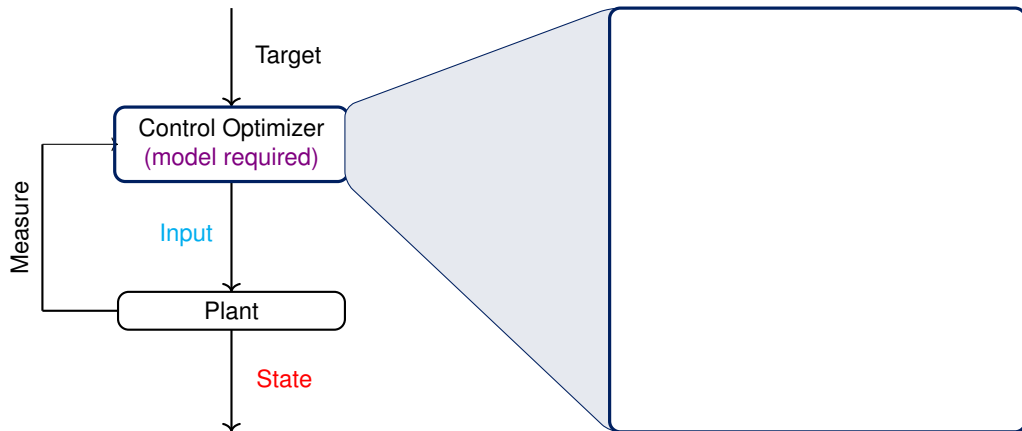 Target
Control Optimizer
(model required)
Measure
Input
Plant
State